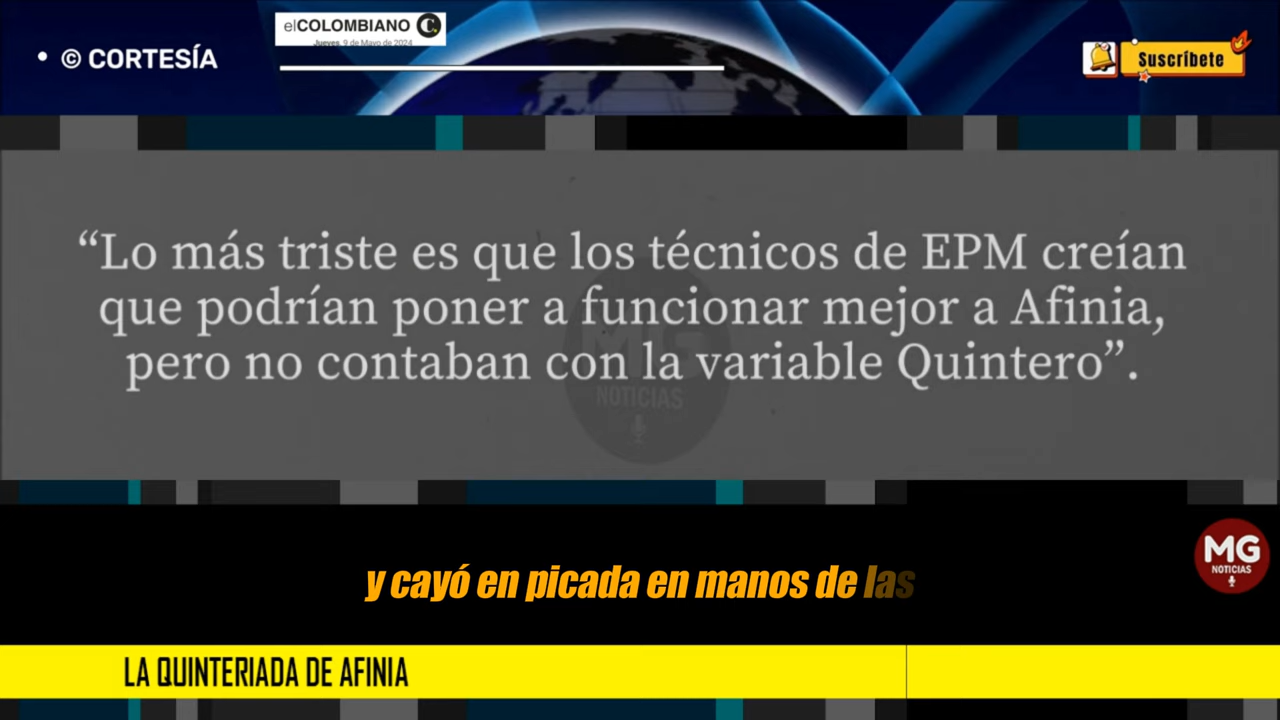 elCOLOMBIANO C
Jueves, 9 de Mayo de 2024
• © CORTESÍA
Suscríbete
“Lo más triste es que los técnicos de EPM creían
que podrían poner a funcionar mejor a Afinia,
pero no contaban con la variable Quintero”.
MG
NOTICIAS
y cayó en picada en manos de las
MG
NOTICIAS
LA QUINTERIADA DE AFINIA